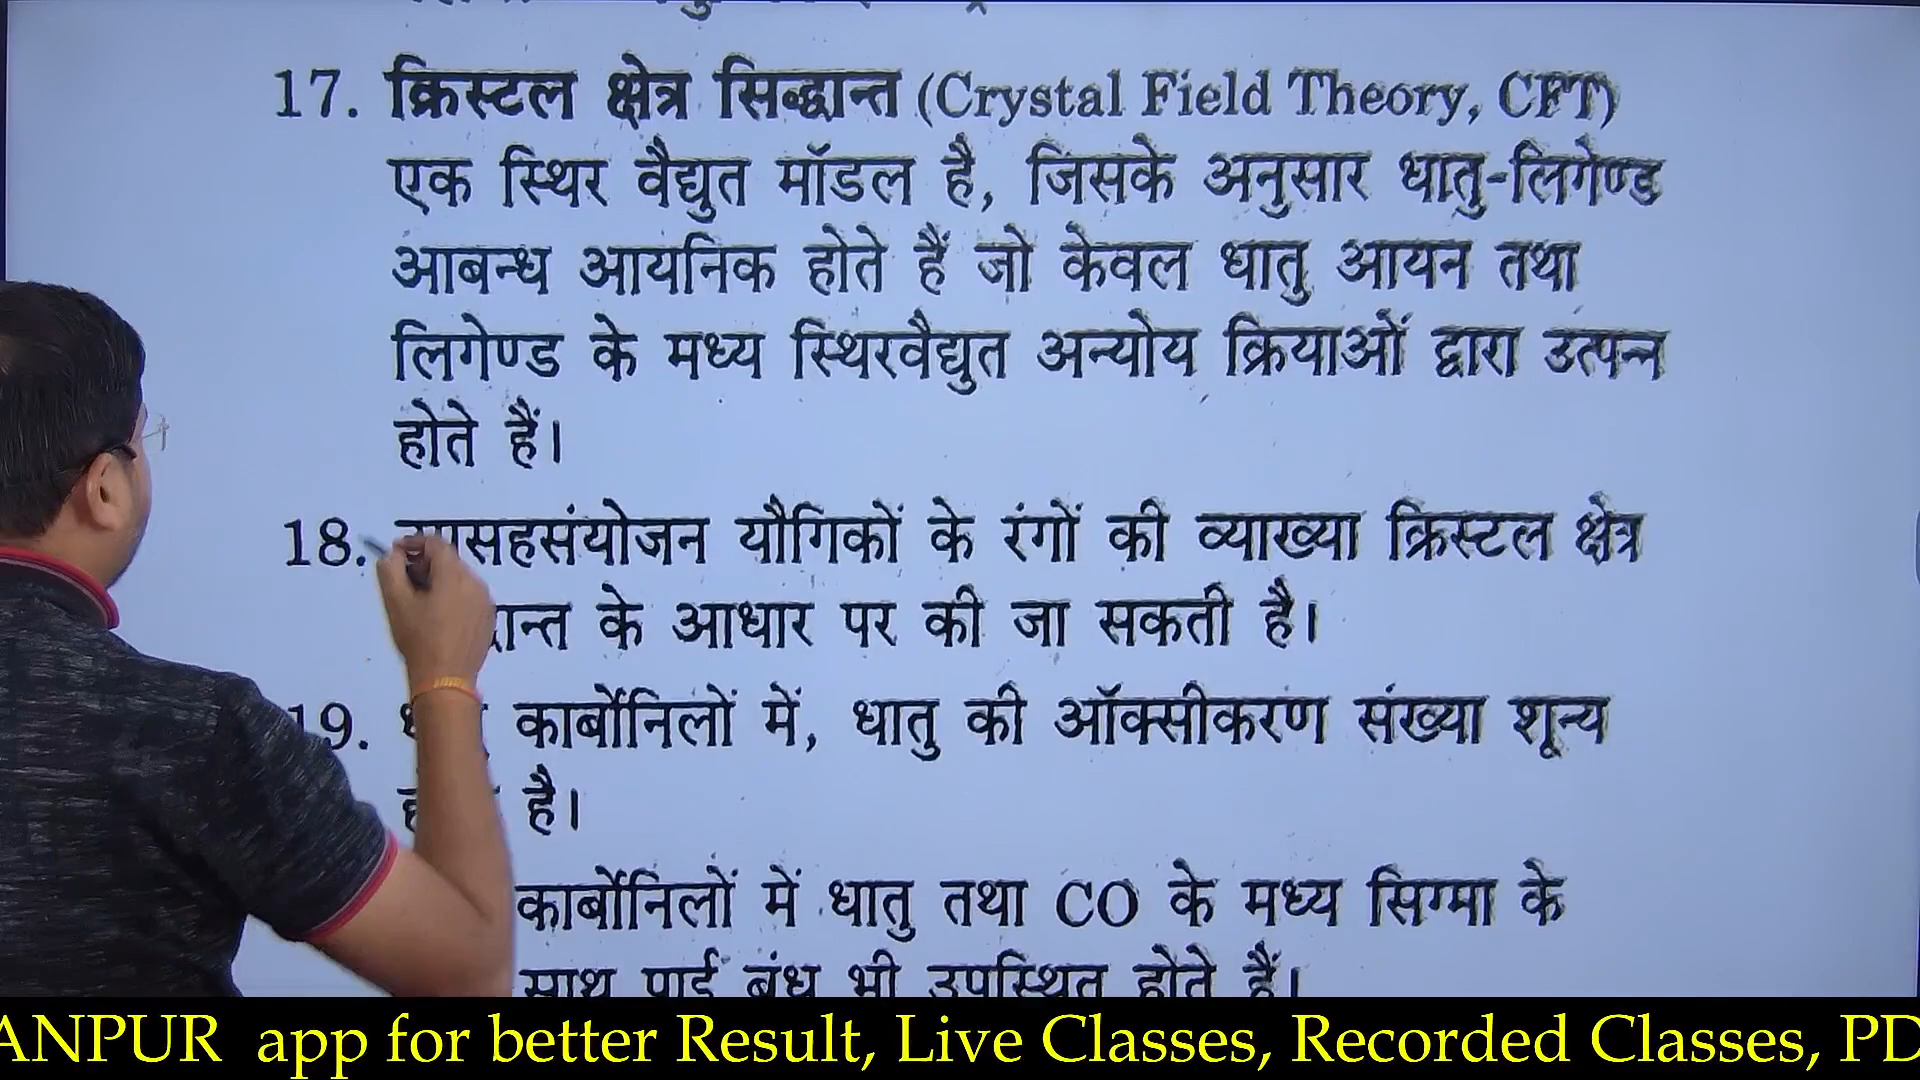 17. क्रिस्टल क्षेत्र सिद्धान्त (Crystal Field Theory, CFT)
एक स्थिर वैद्युत मॉडल है, जिसके अनुसार धातु-लिगेण्ड
आबन्ध आयनिक होते हैं जो केवल धातु आयन तथा
लिगेण्ड के मध्य स्थिरवैद्युत अन्योय क्रियाओं द्वारा उत्पन्न
होते हैं।
18. यौगिकों के रंगों की व्याख्या क्रिस्टल क्षेत्र
के आधार पर की जा सकती है।
19. कार्बोनिलों में, धातु की ऑक्सीकरण संख्या शून्य
है।
कार्बोनिलों में धातु तथा CO के मध्य सिग्मा के
साथ पाई बंध भी उपस्थित होते हैं।
ANPUR app for better Result, Live Classes, Recorded Classes, PD